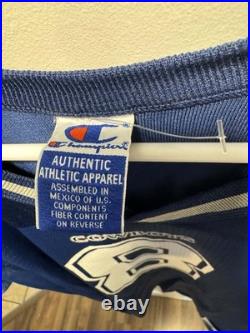 Champion
AUTHENTIC
ATHLETIC APPAREL
ASSEMBLED IN
MEXICO OF U.S.
COMPONENTS
FIBER CONTENT
ON REVERSE
COWBOYS